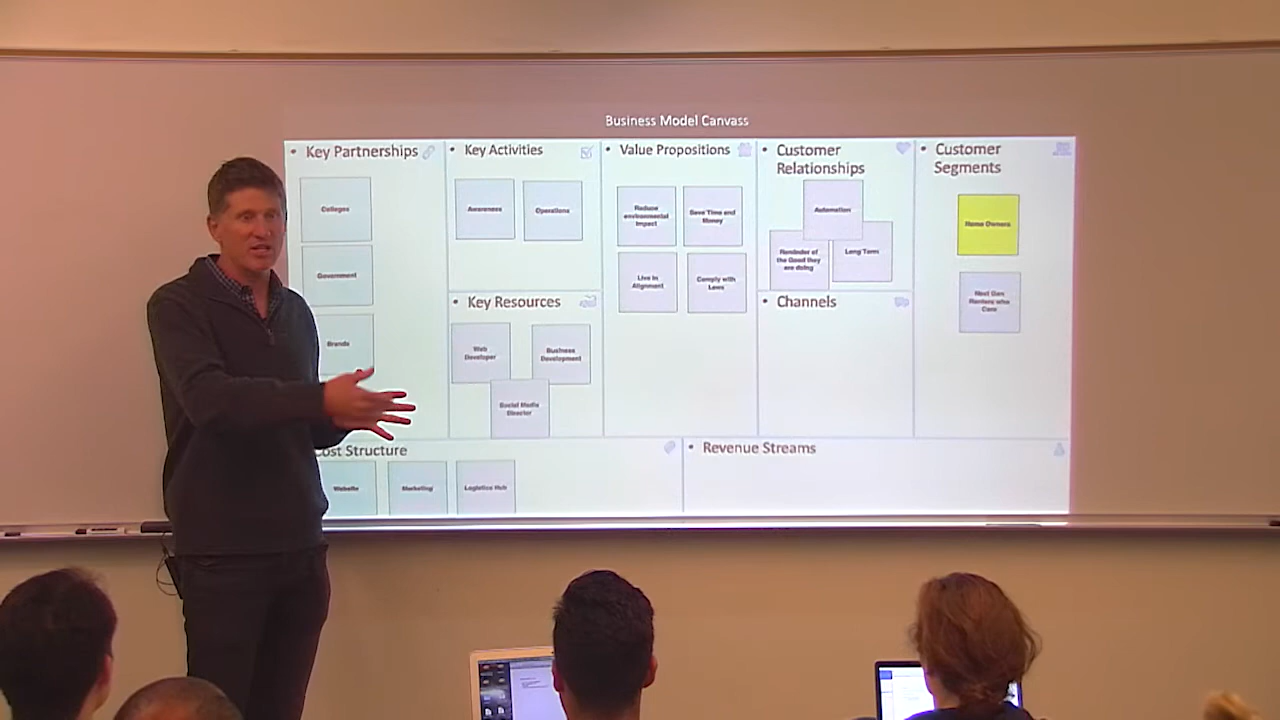 Business Model Canvass
• Key Partnerships
Colleges
Government
Brands
• Key Activities
Awareness
Operations
• Key Resources
Web
Developer
Business
Development
Social Media
Director
• Value Propositions
Reduce
environmental
Impact
Save Time and
Money
Live In
Alignment
Comply with
Laws
• Customer
Relationships
Automation
Reminder of
the Good they
are doing
Long Term
• Channels
• Customer
Segments
Home Owners
Next Gen
Renters who
Care
Cost Structure
Website
Marketing
Logistics Hub
• Revenue Streams